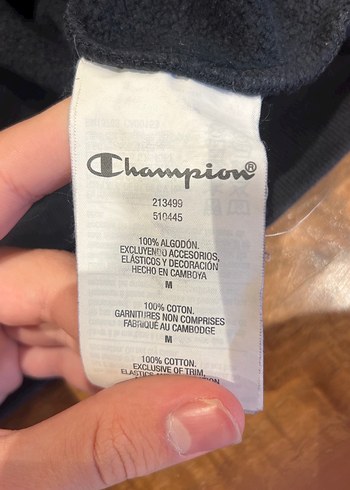 Champion®
213499
510445
100% ALGODÓN.
EXCLUYENDO ACCESORIOS,
ELÁSTICOS Y DECORACIÓN
HECHO EN CAMBOYA
M
100% COTON.
GARNITURES NON COMPRISES
FABRIQUÉ AU CAMBODGE
M
100% COTTON.
EXCLUSIVE OF TRIM,